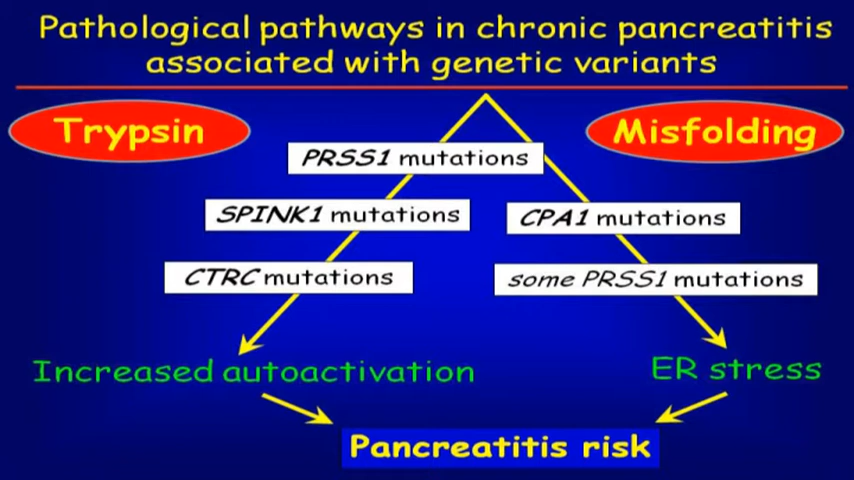 Pathological pathways in chronic pancreatitis
associated with genetic variants
Trypsin
Misfolding
PRSS1 mutations
SPINK1 mutations
CPA1 mutations
CTRC mutations
some PRSS1 mutations
Increased autoactivation
ER stress
Pancreatitis risk